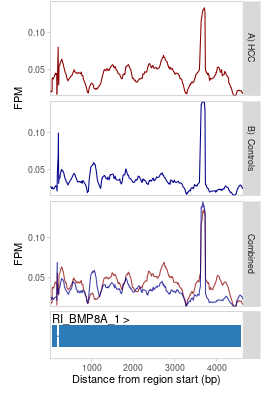 0.10
0.05
A) HCC
FPM
0.10
0.05
B) Controls
FPM
0.10
0.05
Combined
RI_BMP8A_1 >
1000
2000
3000
4000
Distance from region start (bp)